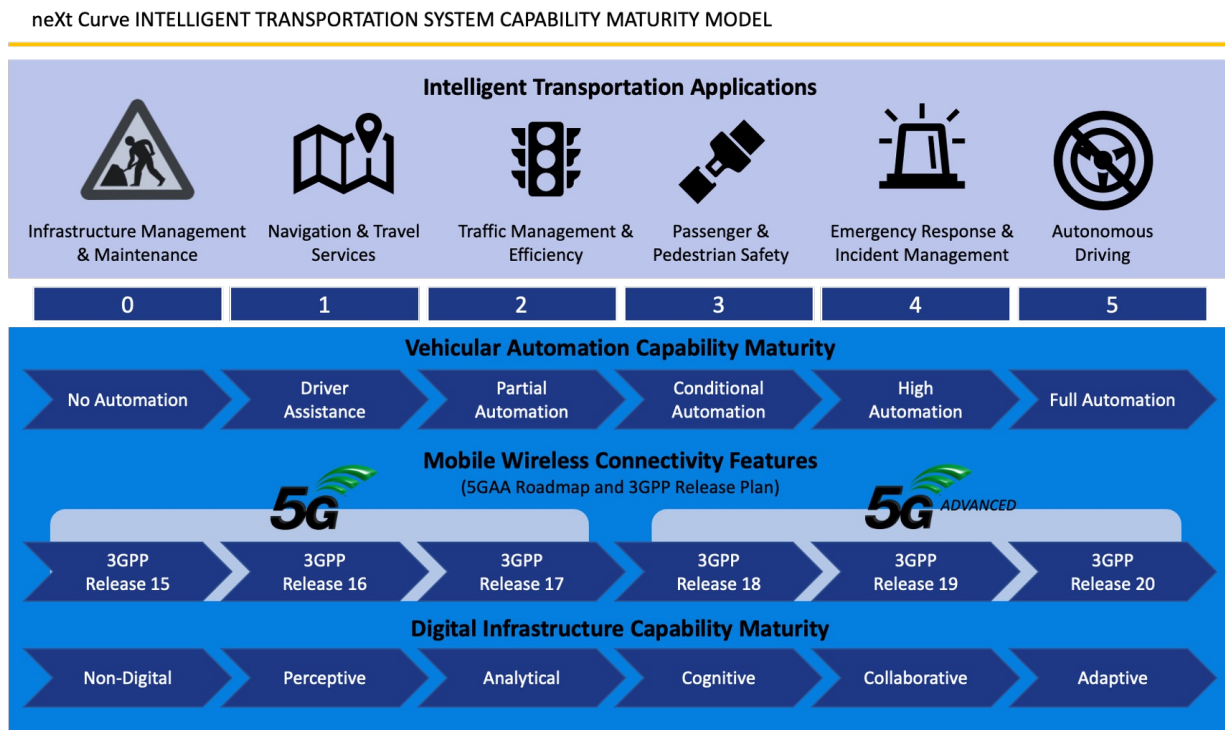 neXt Curve INTELLIGENT TRANSPORTATION SYSTEM CAPABILITY MATURITY MODEL
Intelligent Transportation Applications
Infrastructure Management
& Maintenance
Navigation & Travel
Services
Traffic Management &
Efficiency
Passenger &
Pedestrian Safety
Emergency Response &
Incident Management
Autonomous
Driving
0
1
2
3
4
5
Vehicular Automation Capability Maturity
No Automation
Driver
Assistance
Partial
Automation
Conditional
Automation
High
Automation
Full Automation
Mobile Wireless Connectivity Features
(5GAA Roadmap and 3GPP Release Plan)
5G
5G ADVANCED
3GPP
Release 15
3GPP
Release 16
3GPP
Release 17
3GPP
Release 18
3GPP
Release 19
3GPP
Release 20
Digital Infrastructure Capability Maturity
Non-Digital
Perceptive
Analytical
Cognitive
Collaborative
Adaptive